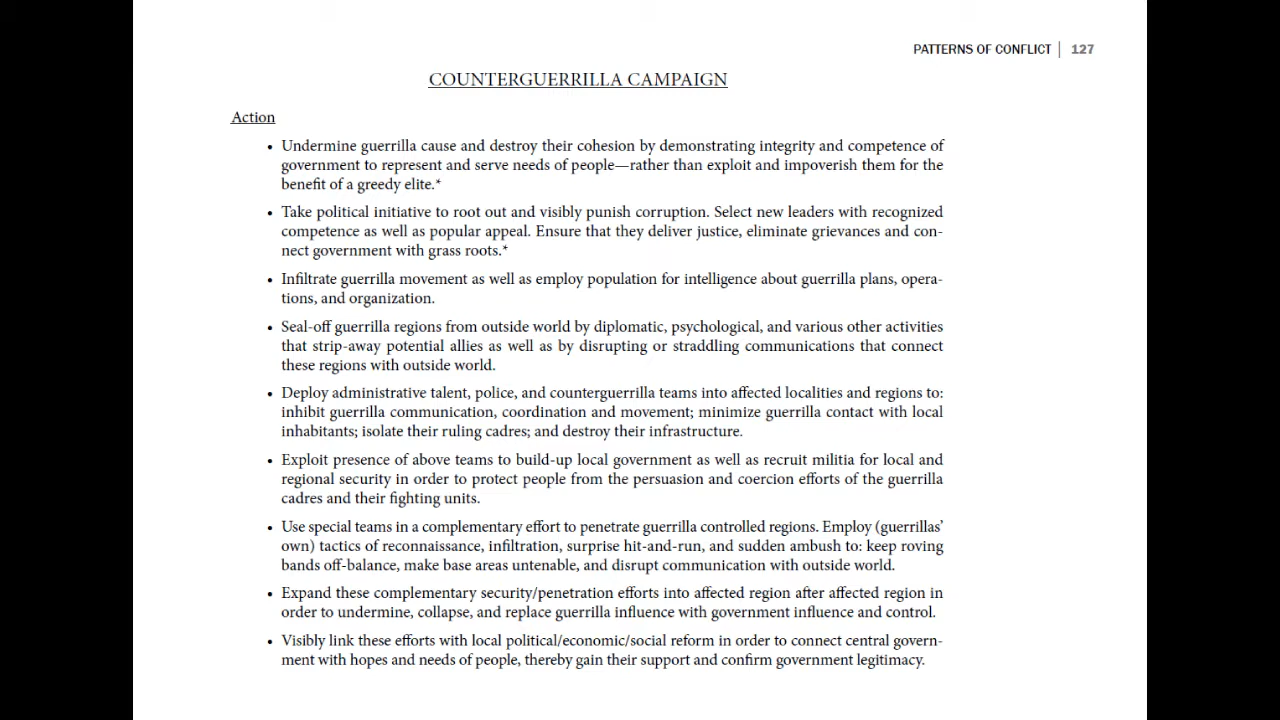 PATTERNS OF CONFLICT | 127
COUNTERGUERRILLA CAMPAIGN
Action
• Undermine guerrilla cause and destroy their cohesion by demonstrating integrity and competence of
government to represent and serve needs of people—rather than exploit and impoverish them for the
benefit of a greedy elite.*
• Take political initiative to root out and visibly punish corruption. Select new leaders with recognized
competence as well as popular appeal. Ensure that they deliver justice, eliminate grievances and con-
nect government with grass roots.*
• Infiltrate guerrilla movement as well as employ population for intelligence about guerrilla plans, opera-
tions, and organization.
• Seal-off guerrilla regions from outside world by diplomatic, psychological, and various other activities
that strip-away potential allies as well as by disrupting or straddling communications that connect
these regions with outside world.
• Deploy administrative talent, police, and counterguerrilla teams into affected localities and regions to:
inhibit guerrilla communication, coordination and movement; minimize guerrilla contact with local
inhabitants; isolate their ruling cadres; and destroy their infrastructure.
• Exploit presence of above teams to build-up local government as well as recruit militia for local and
regional security in order to protect people from the persuasion and coercion efforts of the guerrilla
cadres and their fighting units.
• Use special teams in a complementary effort to penetrate guerrilla controlled regions. Employ (guerrillas’
own) tactics of reconnaissance, infiltration, surprise hit-and-run, and sudden ambush to: keep roving
bands off-balance, make base areas untenable, and disrupt communication with outside world.
• Expand these complementary security/penetration efforts into affected region after affected region in
order to undermine, collapse, and replace guerrilla influence with government influence and control.
• Visibly link these efforts with local political/economic/social reform in order to connect central govern-
ment with hopes and needs of people, thereby gain their support and confirm government legitimacy.